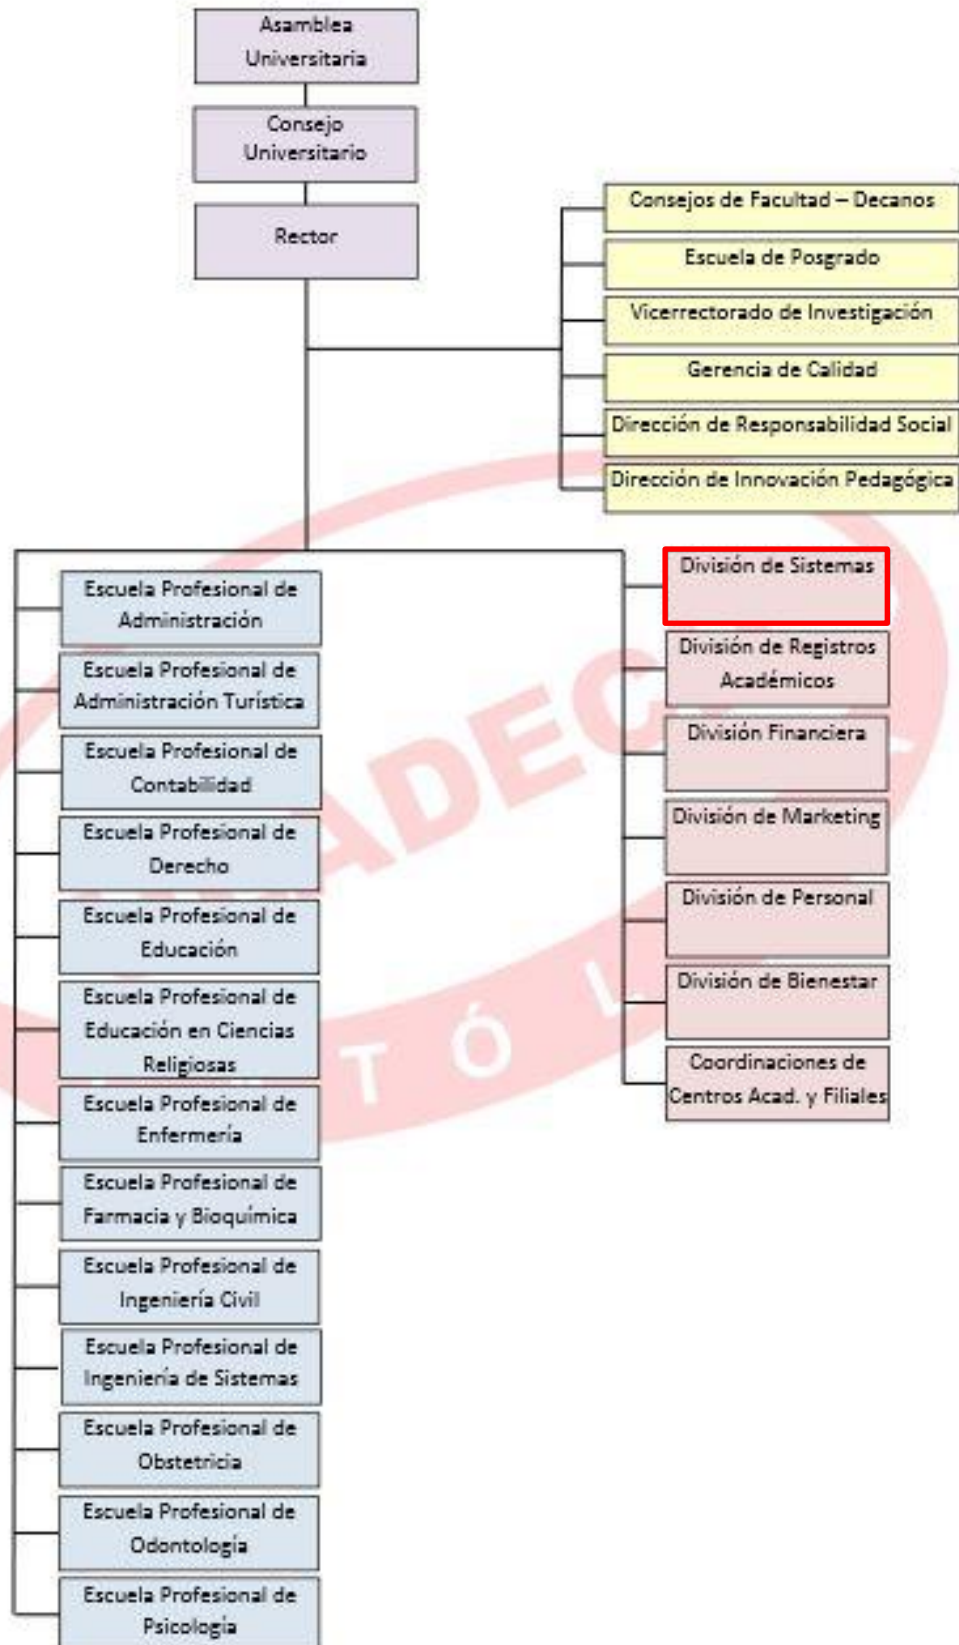 Asamblea
Universitaria
Consejo
Universitario
Rector
Consejos de Facultad – Decanos
Escuela de Posgrado
Vicerrectorado de Investigación
Gerencia de Calidad
Dirección de Responsabilidad Social
Dirección de Innovación Pedagógica
Escuela Profesional de
Administración
Escuela Profesional de
Administración Turística
Escuela Profesional de
Contabilidad
Escuela Profesional de
Derecho
Escuela Profesional de
Educación
Escuela Profesional de
Educación en Ciencias
Religiosas
Escuela Profesional de
Enfermería
Escuela Profesional de
Farmacia y Bioquímica
Escuela Profesional de
Ingeniería Civil
Escuela Profesional de
Ingeniería de Sistemas
Escuela Profesional de
Obstetricia
Escuela Profesional de
Odontología
Escuela Profesional de
Psicología
División de Sistemas
División de Registros
Académicos
División Financiera
División de Marketing
División de Personal
División de Bienestar
Coordinaciones de
Centros Acad. y Filiales